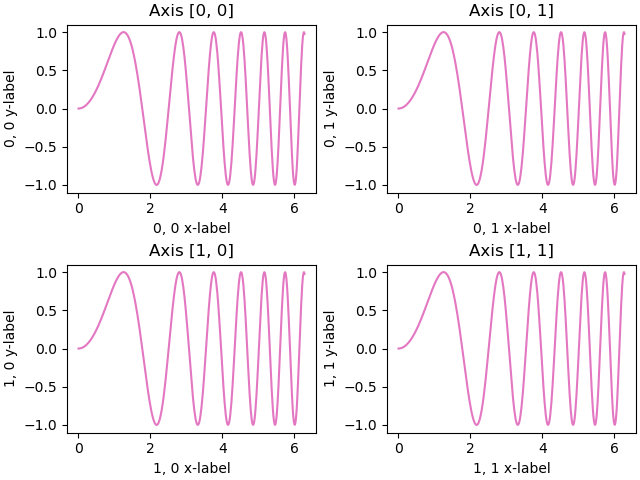 Axis [0, 0]
1.0
0.5
0.0
−0.5
−1.0
0, 0 y-label
0 2 4 6
0, 0 x-label
Axis [0, 1]
1.0
0.5
0.0
−0.5
−1.0
0, 1 y-label
0 2 4 6
0, 1 x-label
Axis [1, 0]
1.0
0.5
0.0
−0.5
−1.0
1, 0 y-label
0 2 4 6
1, 0 x-label
Axis [1, 1]
1.0
0.5
0.0
−0.5
−1.0
1, 1 y-label
0 2 4 6
1, 1 x-label